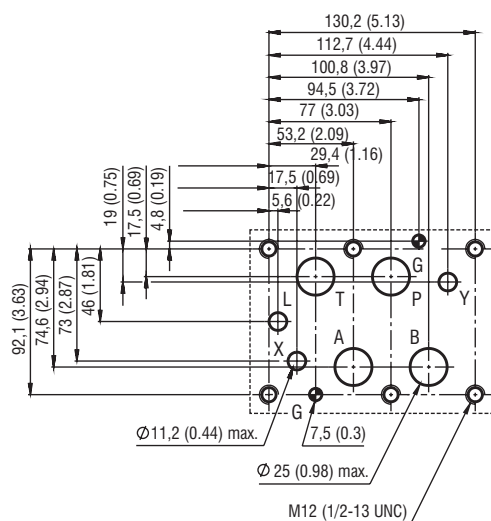 130,2 (5.13)
112,7 (4.44)
100,8 (3.97)
94,5 (3.72)
77 (3.03)
53,2 (2.09)
29,4 (1.16)
17,5 (0.69)
5,6 (0.22)
19 (0.75)
17,5 (0.69)
4,8 (0.19)
92,1 (3.63)
74,6 (2.94)
73 (2.87)
46 (1.81)
G
L T P Y
X A B
G
Ø11,2 (0.44) max.
7,5 (0.3)
Ø 25 (0.98) max.
M12 (1/2-13 UNC)